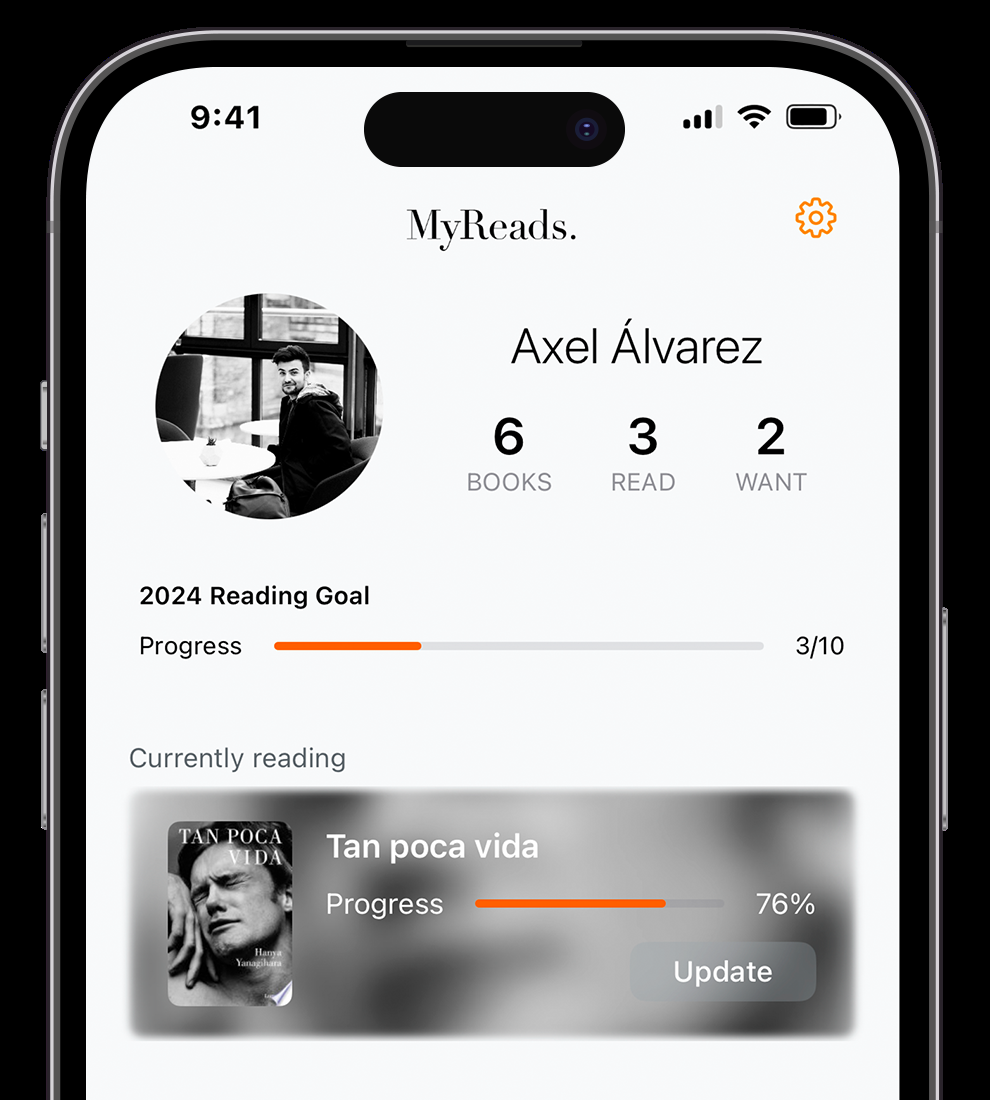 9:41
MyReads.
Axel Álvarez
6 3 2
BOOKS READ WANT
2024 Reading Goal
Progress 3/10
Currently reading
TAN POCA
VIDA
Hanya
Yanagihara
Tan poca vida
Progress 76%
Update